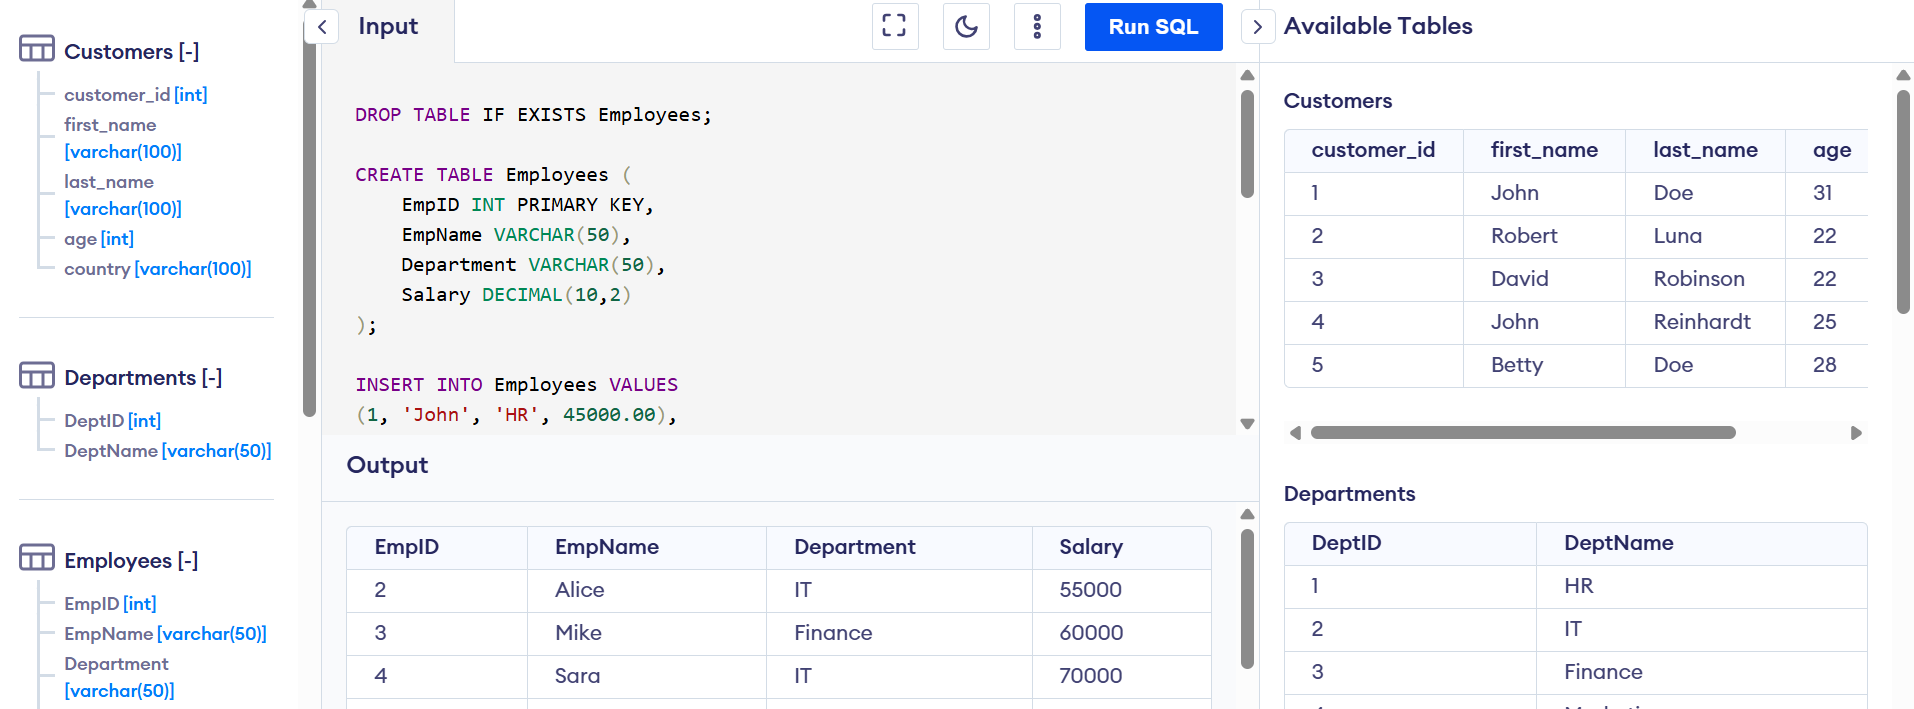 Customers [-]
customer_id [int]
first_name
[varchar(100)]
last_name
[varchar(100)]
age [int]
country [varchar(100)]
Departments [-]
DeptID [int]
DeptName [varchar(50)]
Employees [-]
EmpID [int]
EmpName [varchar(50)]
Department
[varchar(50)]
Input
Run SQL
DROP TABLE IF EXISTS Employees;
CREATE TABLE Employees (
EmpID INT PRIMARY KEY,
EmpName VARCHAR(50),
Department VARCHAR(50),
Salary DECIMAL(10,2)
);
INSERT INTO Employees VALUES
(1, 'John', 'HR', 45000.00),
Output
EmpID EmpName Department Salary
2 Alice IT 55000
3 Mike Finance 60000
4 Sara IT 70000
Available Tables
Customers
customer_id first_name last_name age
1 John Doe 31
2 Robert Luna 22
3 David Robinson 22
4 John Reinhardt 25
5 Betty Doe 28
Departments
DeptID DeptName
1 HR
2 IT
3 Finance